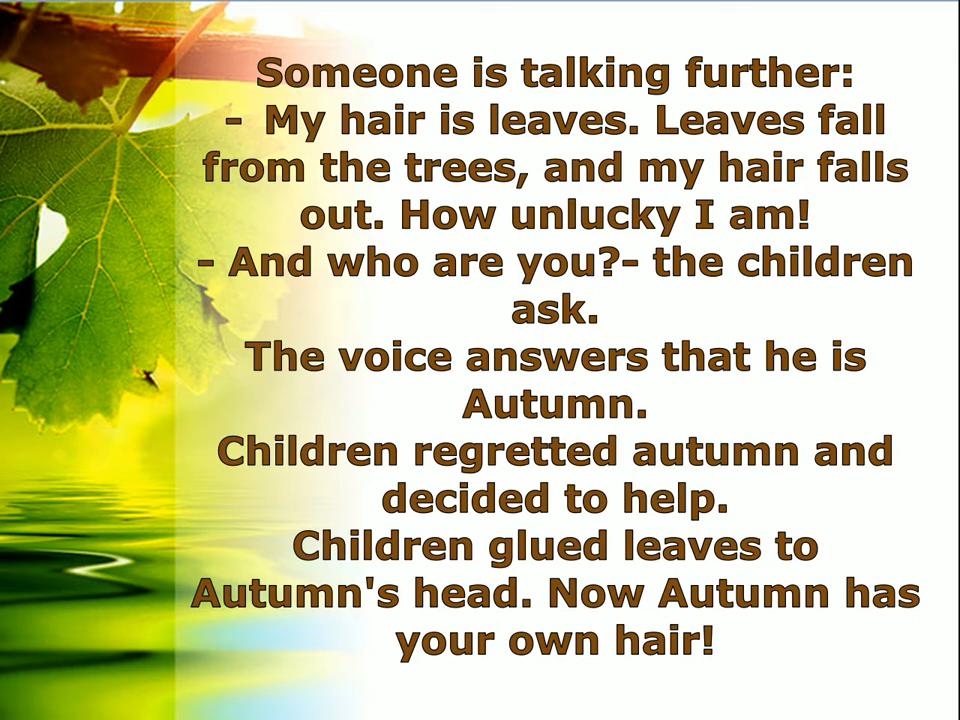 Someone is talking further:
- My hair is leaves. Leaves fall
from the trees, and my hair falls
out. How unlucky I am!
- And who are you?- the children
ask.
The voice answers that he is
Autumn.
Children regretted autumn and
decided to help.
Children glued leaves to
Autumn's head. Now Autumn has
your own hair!